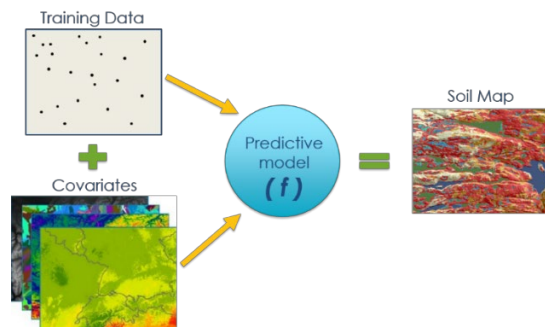 Training Data
Covariates
Predictive
model
(f)
Soil Map